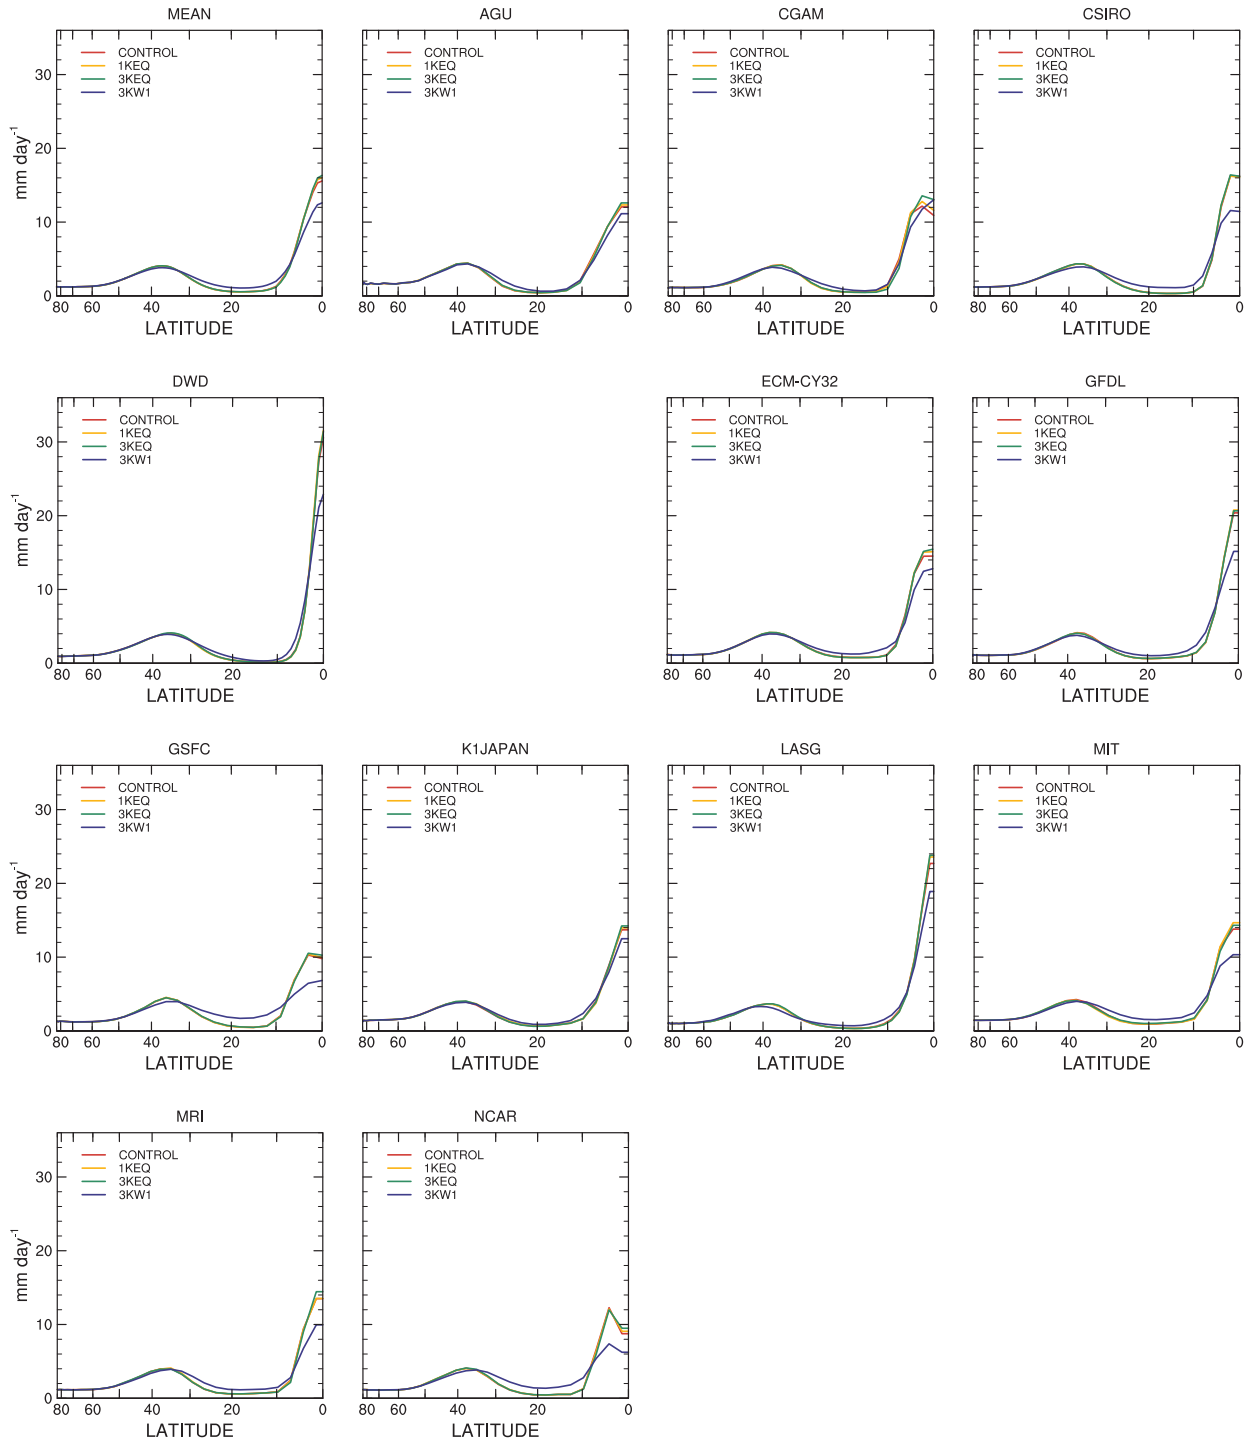 MEAN
CONTROL
1KEQ
3KEQ
3KW1
30
20
10
0
mm day-1
80 60 40 20 0
LATITUDE
AGU
CONTROL
1KEQ
3KEQ
3KW1
80 60 40 20 0
LATITUDE
CGAM
CONTROL
1KEQ
3KEQ
3KW1
80 60 40 20 0
LATITUDE
CSIRO
CONTROL
1KEQ
3KEQ
3KW1
80 60 40 20 0
LATITUDE
DWD
CONTROL
1KEQ
3KEQ
3KW1
30
20
10
0
mm day-1
80 60 40 20 0
LATITUDE
ECM-CY32
CONTROL
1KEQ
3KEQ
3KW1
80 60 40 20 0
LATITUDE
GFDL
CONTROL
1KEQ
3KEQ
3KW1
80 60 40 20 0
LATITUDE
GSFC
CONTROL
1KEQ
3KEQ
3KW1
30
20
10
0
mm day-1
80 60 40 20 0
LATITUDE
K1JAPAN
CONTROL
1KEQ
3KEQ
3KW1
80 60 40 20 0
LATITUDE
LASG
CONTROL
1KEQ
3KEQ
3KW1
80 60 40 20 0
LATITUDE
MIT
CONTROL
1KEQ
3KEQ
3KW1
80 60 40 20 0
LATITUDE
MRI
CONTROL
1KEQ
3KEQ
3KW1
30
20
10
0
mm day-1
80 60 40 20 0
LATITUDE
NCAR
CONTROL
1KEQ
3KEQ
3KW1
80 60 40 20 0
LATITUDE